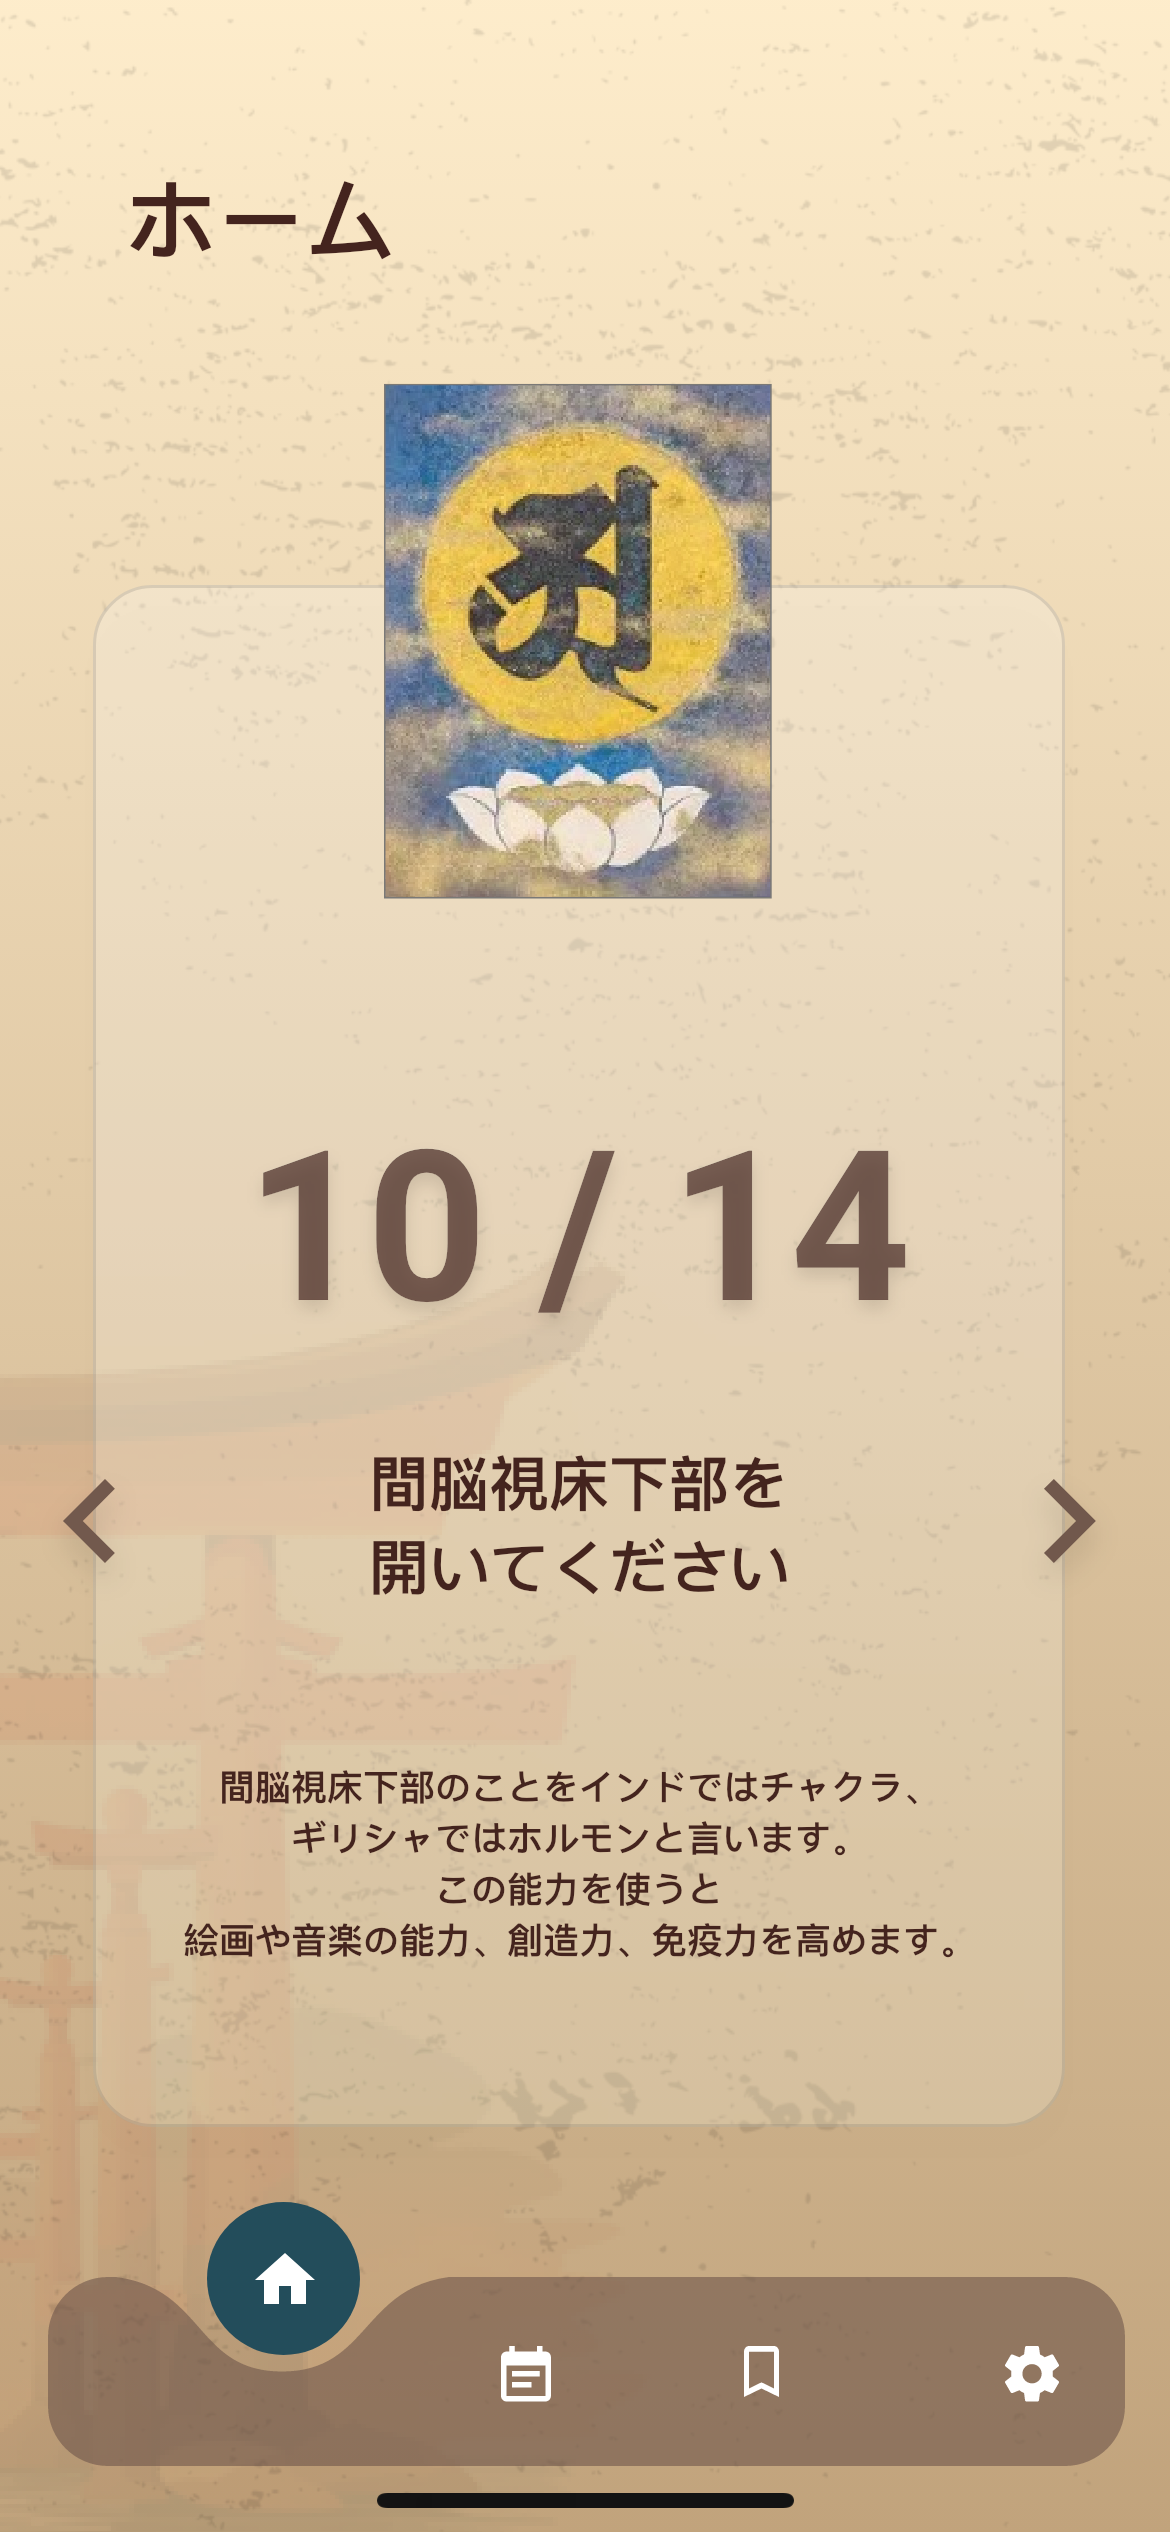 ホーム
10 / 14
間脳視床下部を
開いてください
間脳視床下部のことをインドではチャクラ、
ギリシャではホルモンと言います。
この能力を使うと
絵画や音楽の能力、創造力、免疫力を高めます。